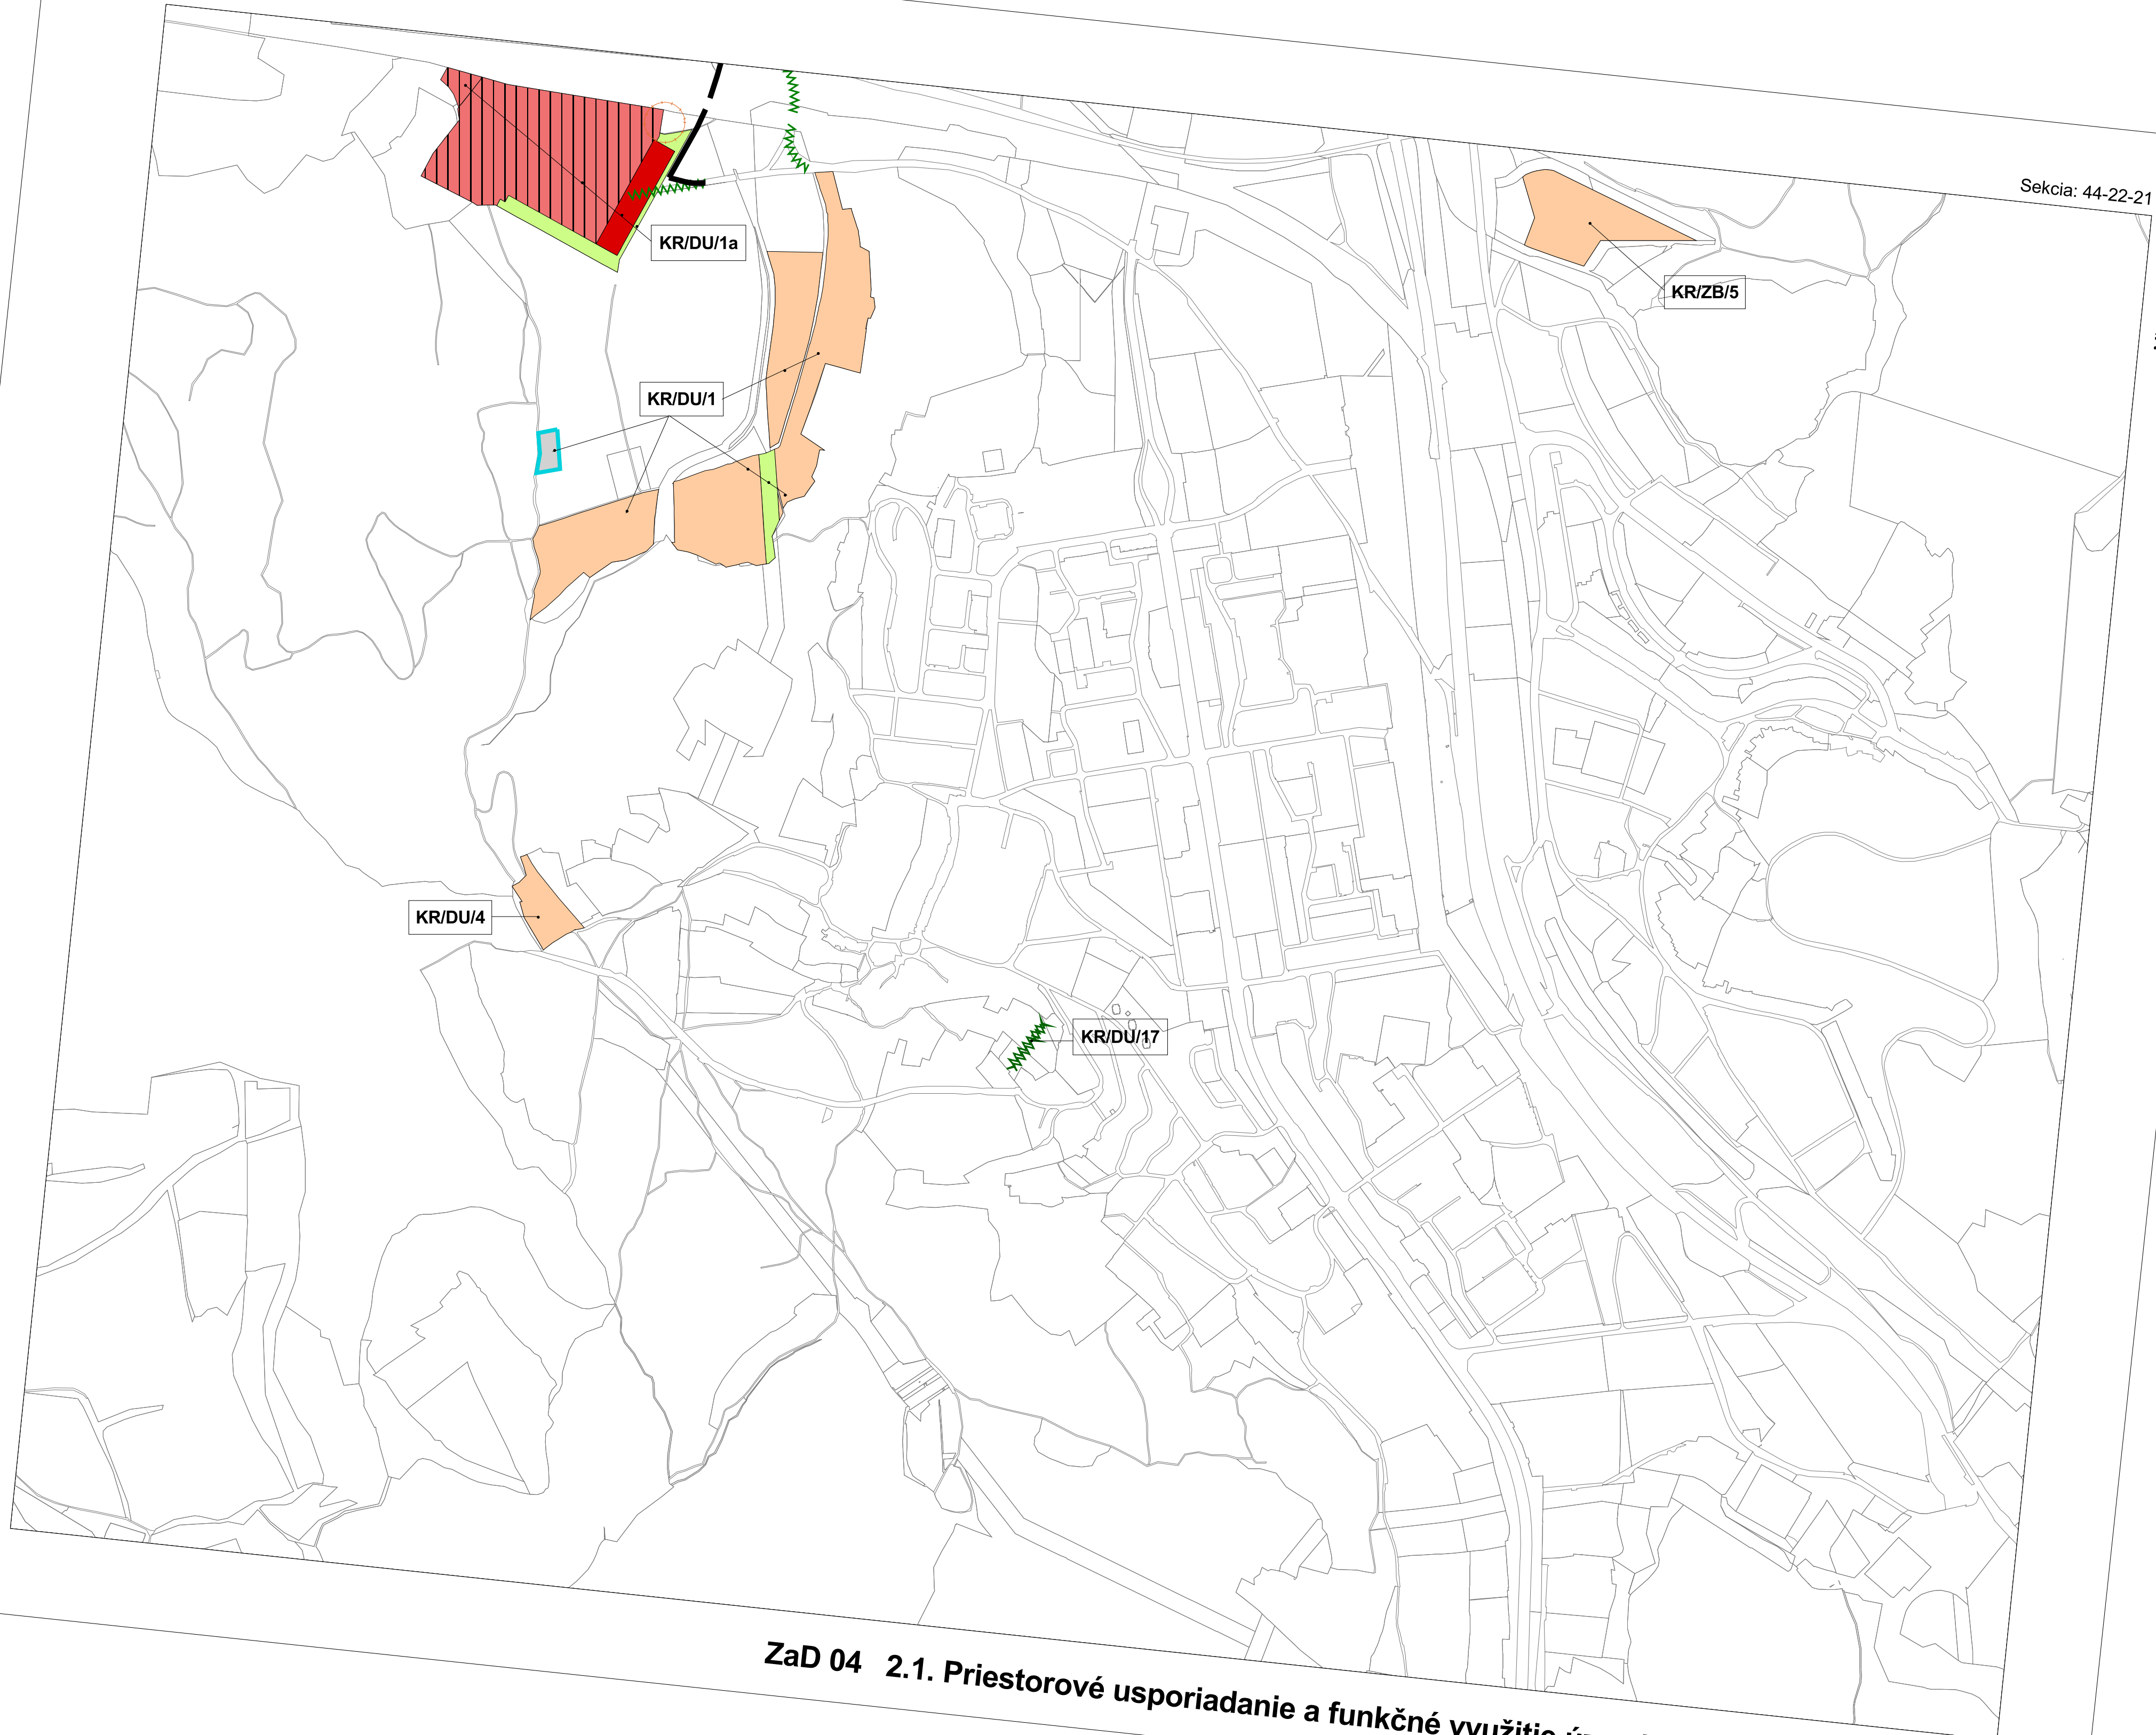 Sekcia: 44-22-21
KR/DU/1a
KR/ZB/5
KR/DU/1
KR/DU/4
KR/DU/17
ZaD 04 2.1. Priestorové usporiadanie a funkčné využitie